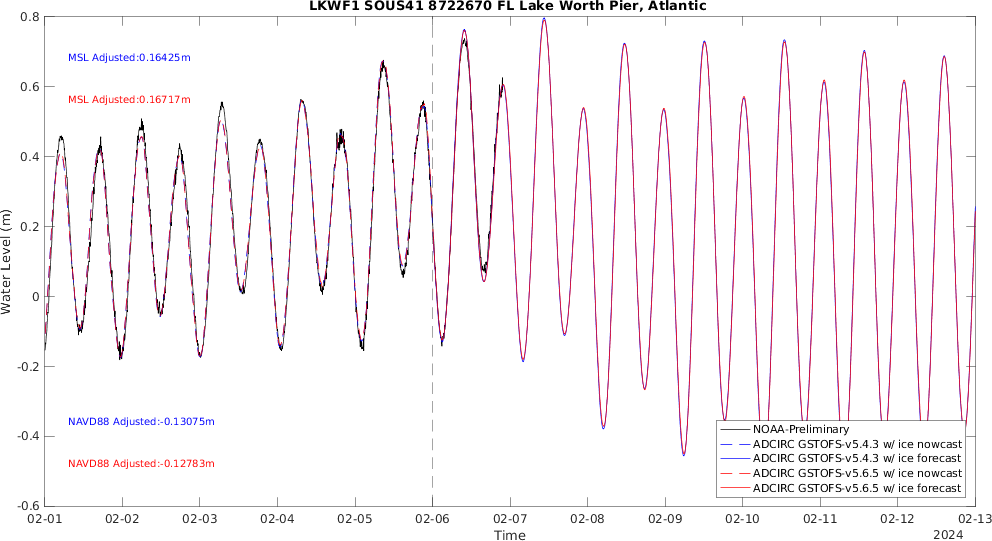 LKWF1 SOUS41 8722670 FL Lake Worth Pier, Atlantic
0.8
MSL Adjusted:0.16425m
0.6
MSL Adjusted:0.16717m
0.4
0.2
Water Level (m)
0
-0.2
NAVD88 Adjusted:-0.13075m
NOAA-Preliminary
-0.4
ADCIRC GSTOFS-v5.4.3 w/ ice nowcast
ADCIRC GSTOFS-v5.4.3 w/ ice forecast
NAVD88 Adjusted:-0.12783m
ADCIRC GSTOFS-v5.6.5 w/ ice nowcast
ADCIRC GSTOFS-v5.6.5 w/ ice forecast
-0.6
02-01 02-02 02-03 02-04 02-05 02-06 02-07 02-08 02-09 02-10 02-11 02-12 02-13
Time
2024